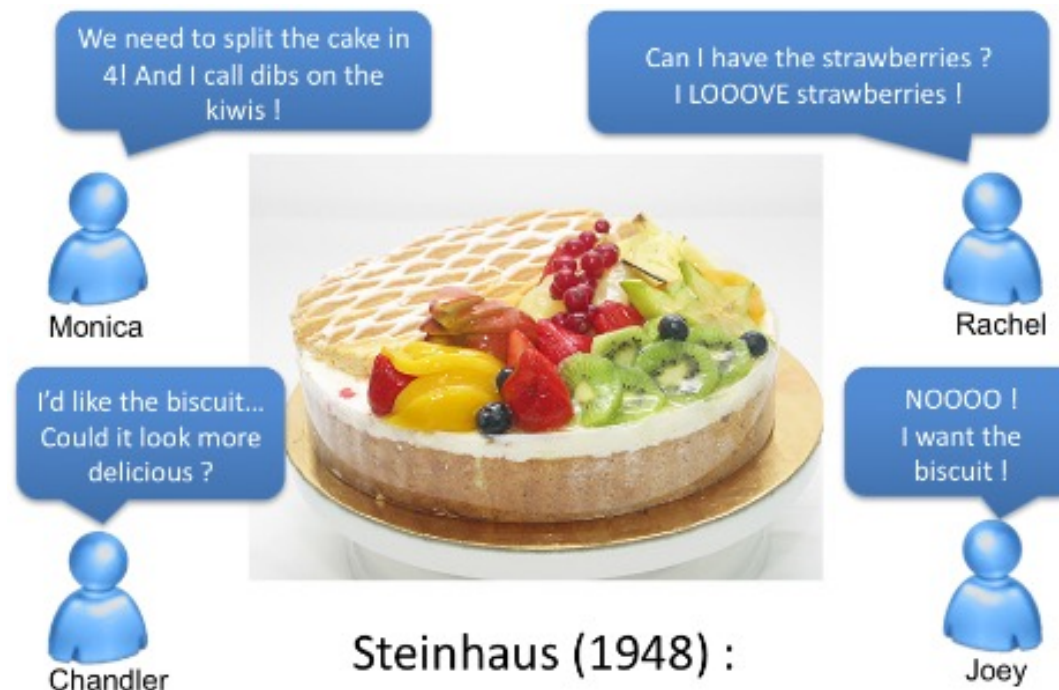 We need to split the cake in
4! And I call dibs on the
kiwis !
Can I have the strawberries ?
I LOOOVE strawberries !
Monica
Rachel
I'd like the biscuit...
Could it look more
delicious ?
NOOOO !
I want the
biscuit !
Chandler
Joey
Steinhaus (1948) :